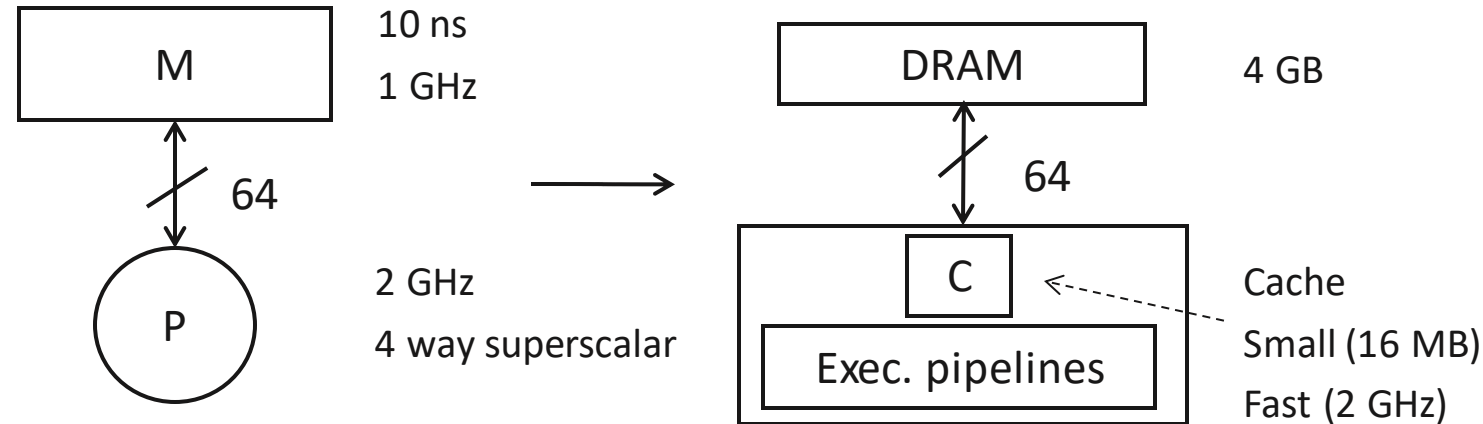 M
10 ns
1 GHz
64
P
2 GHz
4 way superscalar
DRAM
4 GB
64
C
Exec. pipelines
Cache
Small (16 MB)
Fast (2 GHz)